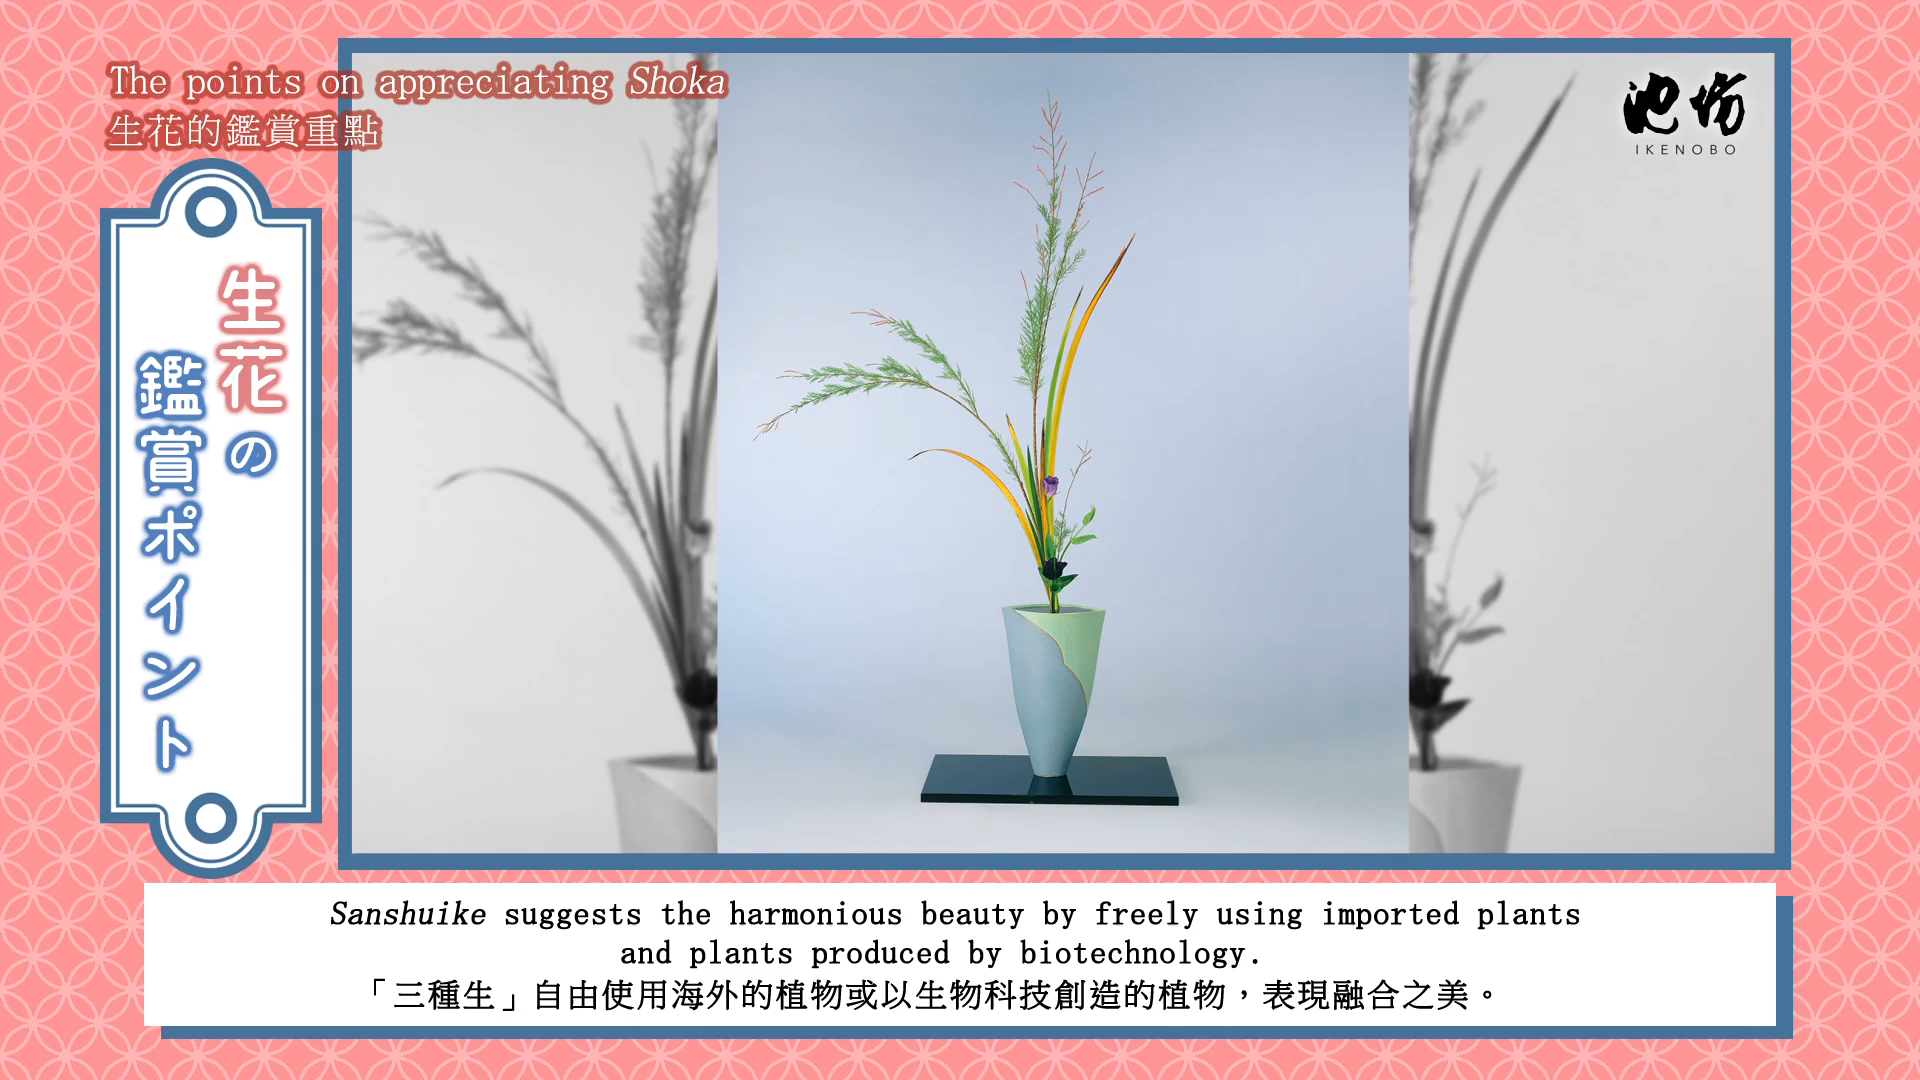 The points on appreciating Shoka
生花的鑑賞重點
池坊
IKENOBO
生花の
鑑賞ポイント
Sanshuike suggests the harmonious beauty by freely using imported plants
and plants produced by biotechnology.
「三種生」自由使用海外的植物或以生物科技創造的植物，表現融合之美。